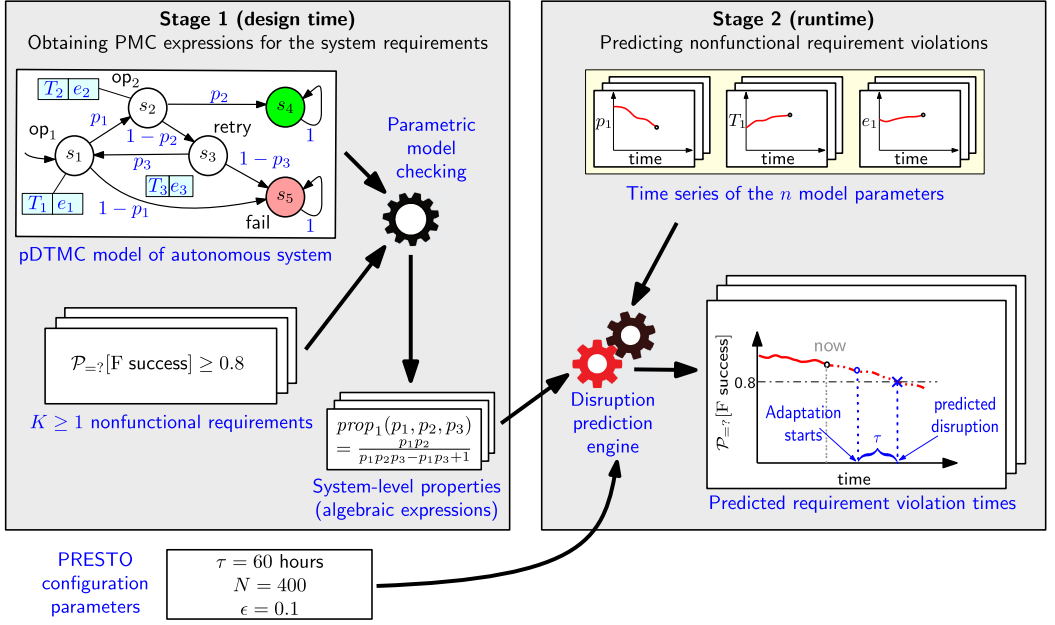 Stage 1 (design time)
Obtaining PMC expressions for the system requirements
op₂
T₂ e₂
s₂
p₂
s₄
1
p₁
1 − p₂
retry
op₁
s₁
p₃
s₃
1 − p₃
T₃ e₃
T₁ e₁
1 − p₁
s₅
fail
1
pDTMC model of autonomous system
Parametric
model
checking
𝒫=?[F success] ≥ 0.8
K ≥ 1 nonfunctional requirements
prop₁(p₁, p₂, p₃)
= p₁p₂ / p₁p₂p₃−p₁p₃+1
System-level properties
(algebraic expressions)
PRESTO
configuration
parameters
τ = 60 hours
N = 400
ϵ = 0.1
Stage 2 (runtime)
Predicting nonfunctional requirement violations
p₁
time
T₁
time
e₁
time
Time series of the n model parameters
Disruption
prediction
engine
𝒫=?[F success]
now
0.8
Adaptation
starts
τ
predicted
disruption
time
Predicted requirement violation times